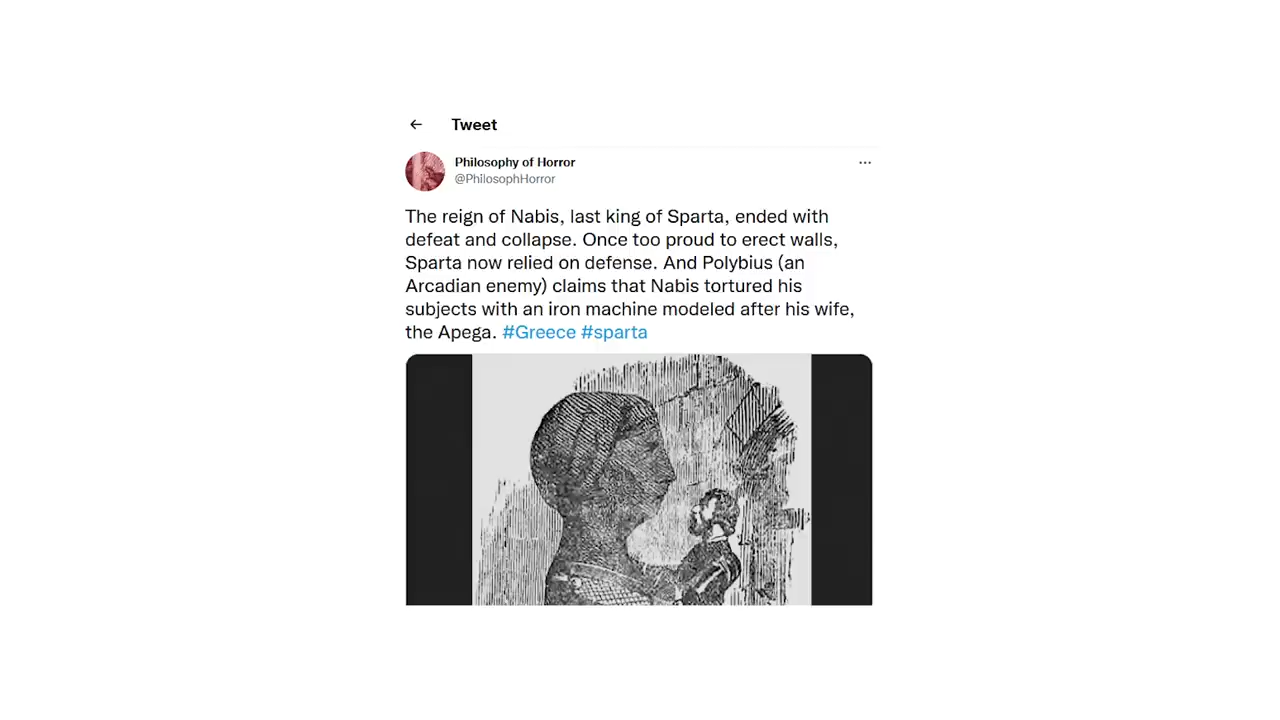 Tweet
Philosophy of Horror
@PhilosophHorror
The reign of Nabis, last king of Sparta, ended with
defeat and collapse. Once too proud to erect walls,
Sparta now relied on defense. And Polybius (an
Arcadian enemy) claims that Nabis tortured his
subjects with an iron machine modeled after his wife,
the Apega. #Greece #sparta